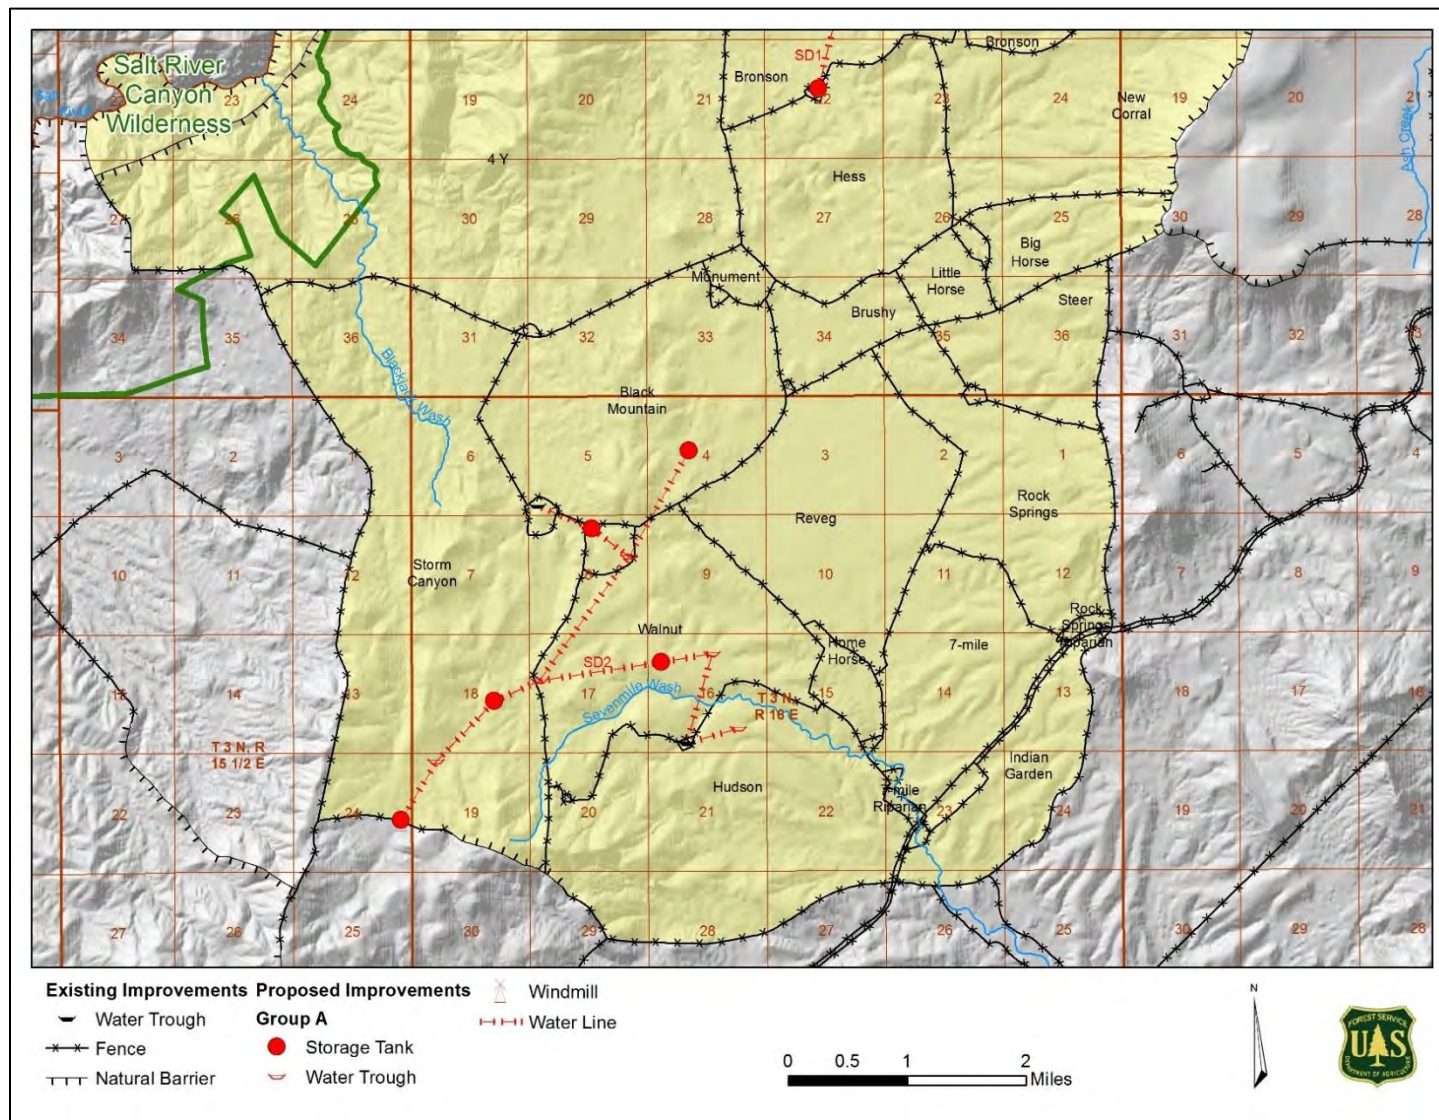 SD1
Bronson
Bronson
Salt River
Canyon
Wilderness
23
24
19
20
21
22
23
24
19
20
21
New
Corral
Ash Creek
4 Y
Hess
27
26
25
30
29
28
27
26
25
30
29
28
Big
Horse
Monument
Little
Horse
Steer
Brushy
34
35
36
31
32
33
34
35
36
31
32
33
Blackjack Wash
Black
Mountain
3
2
1
6
5
4
3
2
1
6
5
4
Rock
Springs
Reveg
Storm
Canyon
10
11
12
7
8
9
10
11
12
7
8
9
Rock
Springs
Riparian
Walnut
Home
Horse
7-mile
SD2
Sevenmile Wash
14
13
18
17
16
15
14
13
18
17
16
T 3 N,
R 16 E
T 3 N, R
15 1/2 E
Indian
Garden
Hudson
7-mile
Riparian
22
23
24
19
20
21
22
23
24
19
20
21
27
26
25
29
28
26
25
30
29
28
Existing Improvements
Water Trough
Fence
Natural Barrier
Proposed Improvements
Group A
Storage Tank
Water Trough
Windmill
Water Line
0 0.5 1 2
Miles
N
FOREST SERVICE
UAS
DEPARTMENT OF AGRICULTURE